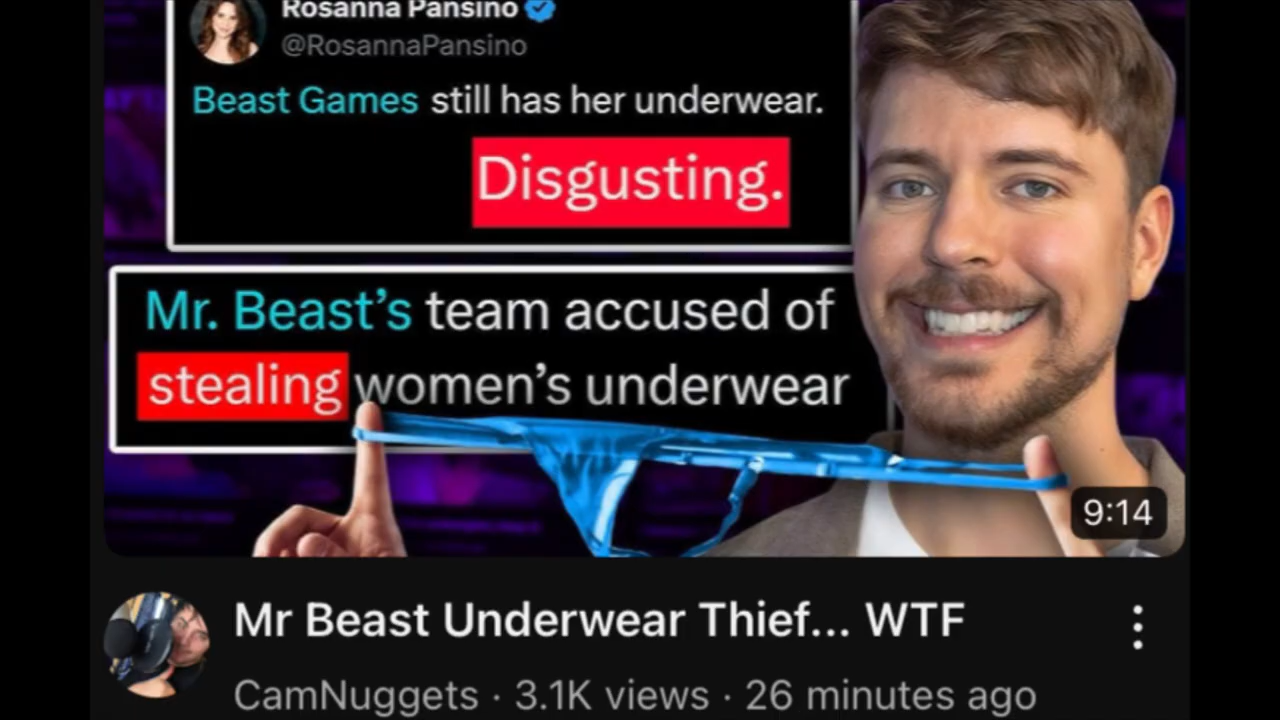 Rosanna Pansino
@RosannaPansino
Beast Games still has her underwear.
Disgusting.
Mr. Beast’s team accused of
stealing women’s underwear
9:14
Mr Beast Underwear Thief... WTF
CamNuggets · 3.1K views · 26 minutes ago